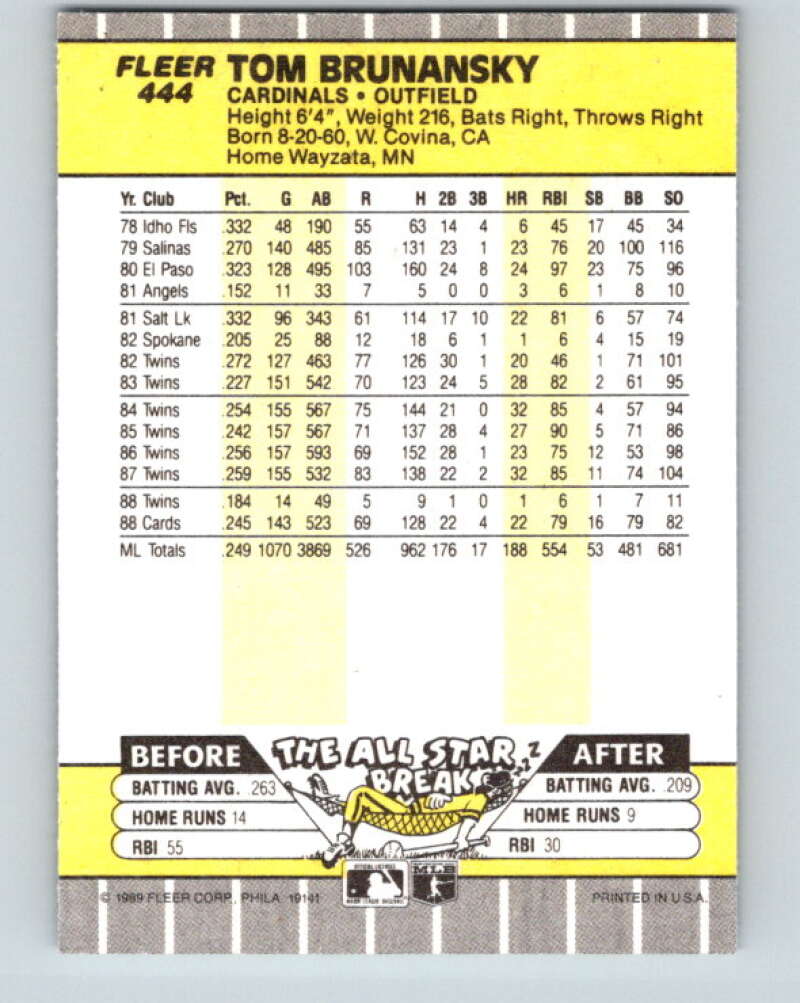 FLEER TOM BRUNANSKY
444 CARDINALS • OUTFIELD
Height 6'4", Weight 216, Bats Right, Throws Right
Born 8-20-60, W. Covina, CA
Home Wayzata, MN
Yr. Club Pct. G AB R H 2B 3B HR RBI SB BB SO
78 Idho Fls .332 48 190 55 63 14 4 6 45 17 45 34
79 Salinas .270 140 485 85 131 23 1 23 76 20 100 116
80 El Paso .323 128 495 103 160 24 8 24 97 23 75 96
81 Angels .152 11 33 7 5 0 0 3 6 1 8 10
81 Salt Lk .332 96 343 61 114 17 10 22 81 6 57 74
82 Spokane .205 25 88 12 18 6 1 1 6 4 15 19
82 Twins .272 127 463 77 126 30 1 20 46 1 71 101
83 Twins .227 151 542 70 123 24 5 28 82 2 61 95
84 Twins .254 155 567 75 144 21 0 32 85 4 57 94
85 Twins .242 157 567 71 137 28 4 27 90 5 71 86
86 Twins .256 157 593 69 152 28 1 23 75 12 53 98
87 Twins .259 155 532 83 138 22 2 32 85 11 74 104
88 Twins .184 14 49 5 9 1 0 1 6 1 7 11
88 Cards .245 143 523 69 128 22 4 22 79 16 79 82
ML Totals .249 1070 3869 526 962 176 17 188 554 53 481 681
BEFORE THE ALL STAR BREAK zzZ AFTER
BATTING AVG. .263 BATTING AVG. .209
HOME RUNS 14 HOME RUNS 9
RBI 55 RBI 30
© 1989 FLEER CORP., PHILA. 19141 MLB PRINTED IN U.S.A.